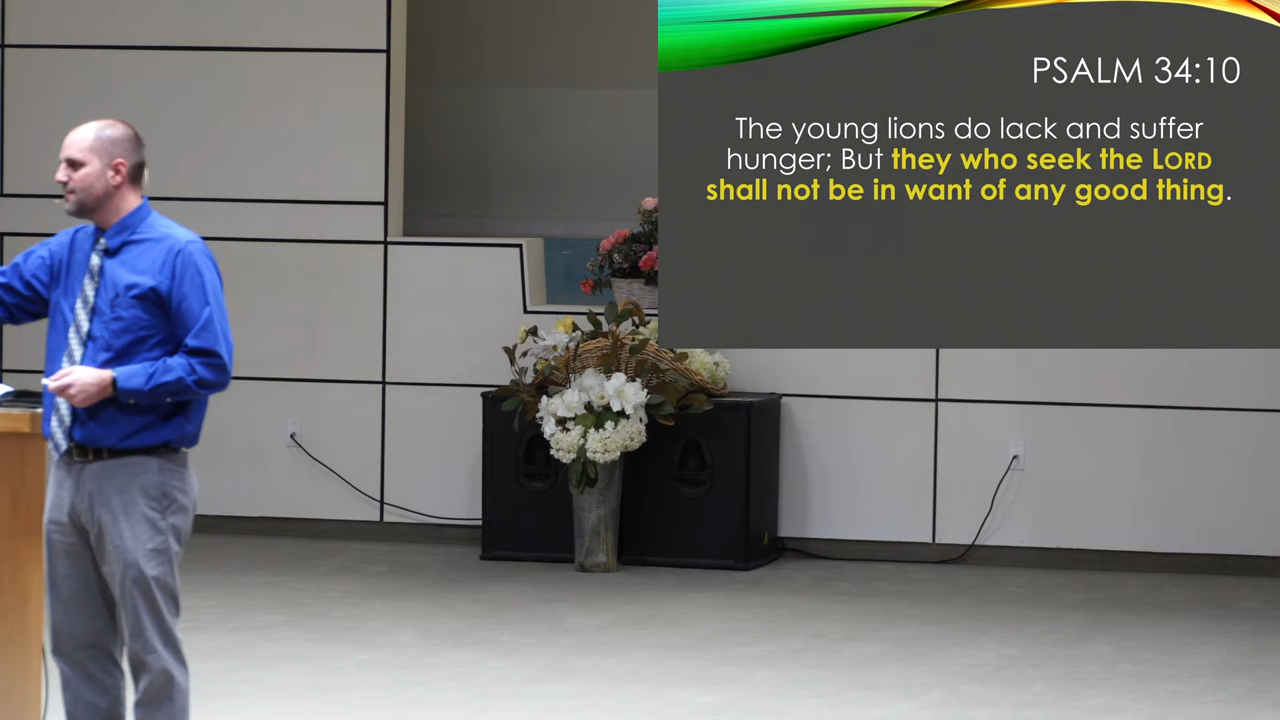 PSALM 34:10
The young lions do lack and suffer
hunger; But they who seek the LORD
shall not be in want of any good thing.